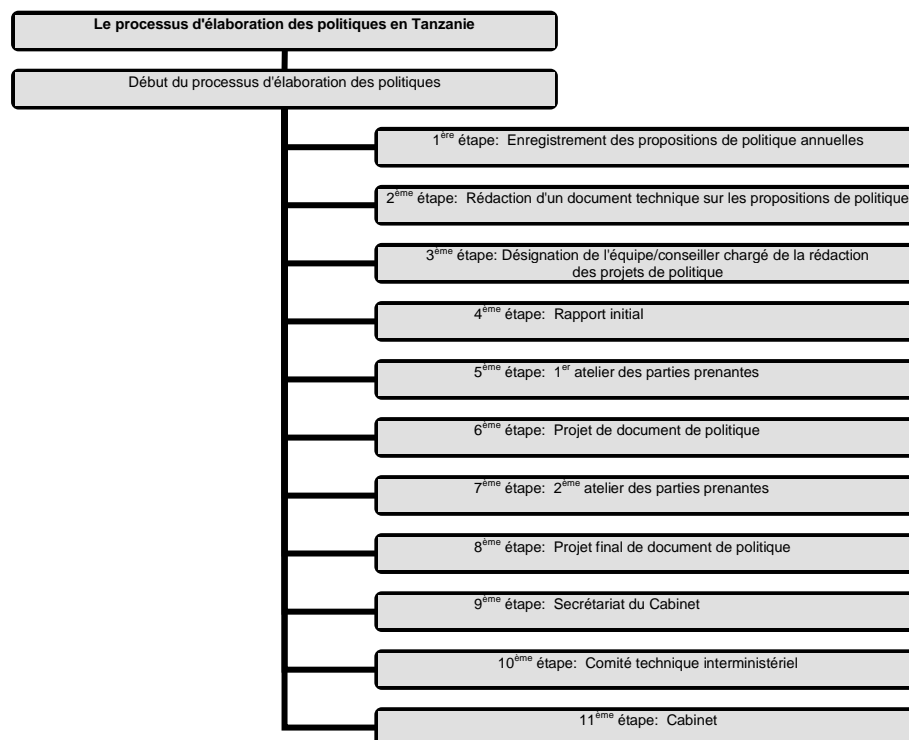 Le processus d'élaboration des politiques en Tanzanie
Début du processus d'élaboration des politiques
1ère étape: Enregistrement des propositions de politique annuelles
2ème étape: Rédaction d'un document technique sur les propositions de politique
3ème étape: Désignation de l'équipe/conseiller chargé de la rédaction
des projets de politique
4ème étape: Rapport initial
5ème étape: 1er atelier des parties prenantes
6ème étape: Projet de document de politique
7ème étape: 2ème atelier des parties prenantes
8ème étape: Projet final de document de politique
9ème étape: Secrétariat du Cabinet
10ème étape: Comité technique interministériel
11ème étape: Cabinet